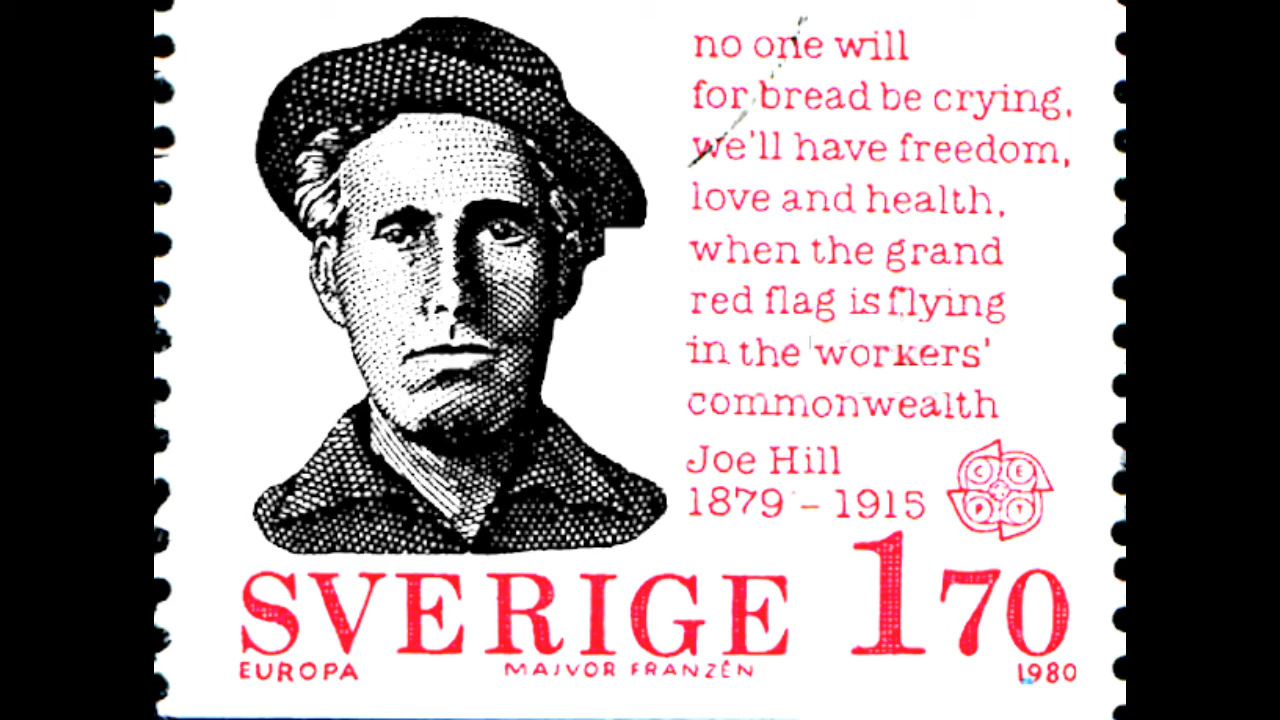 no one will
for bread be crying,
we'll have freedom,
love and health,
when the grand
red flag is flying
in the workers'
commonwealth
Joe Hill
1879 - 1915
C E
P T
SVERIGE 170
EUROPA MAJVOR FRANZÉN 1980